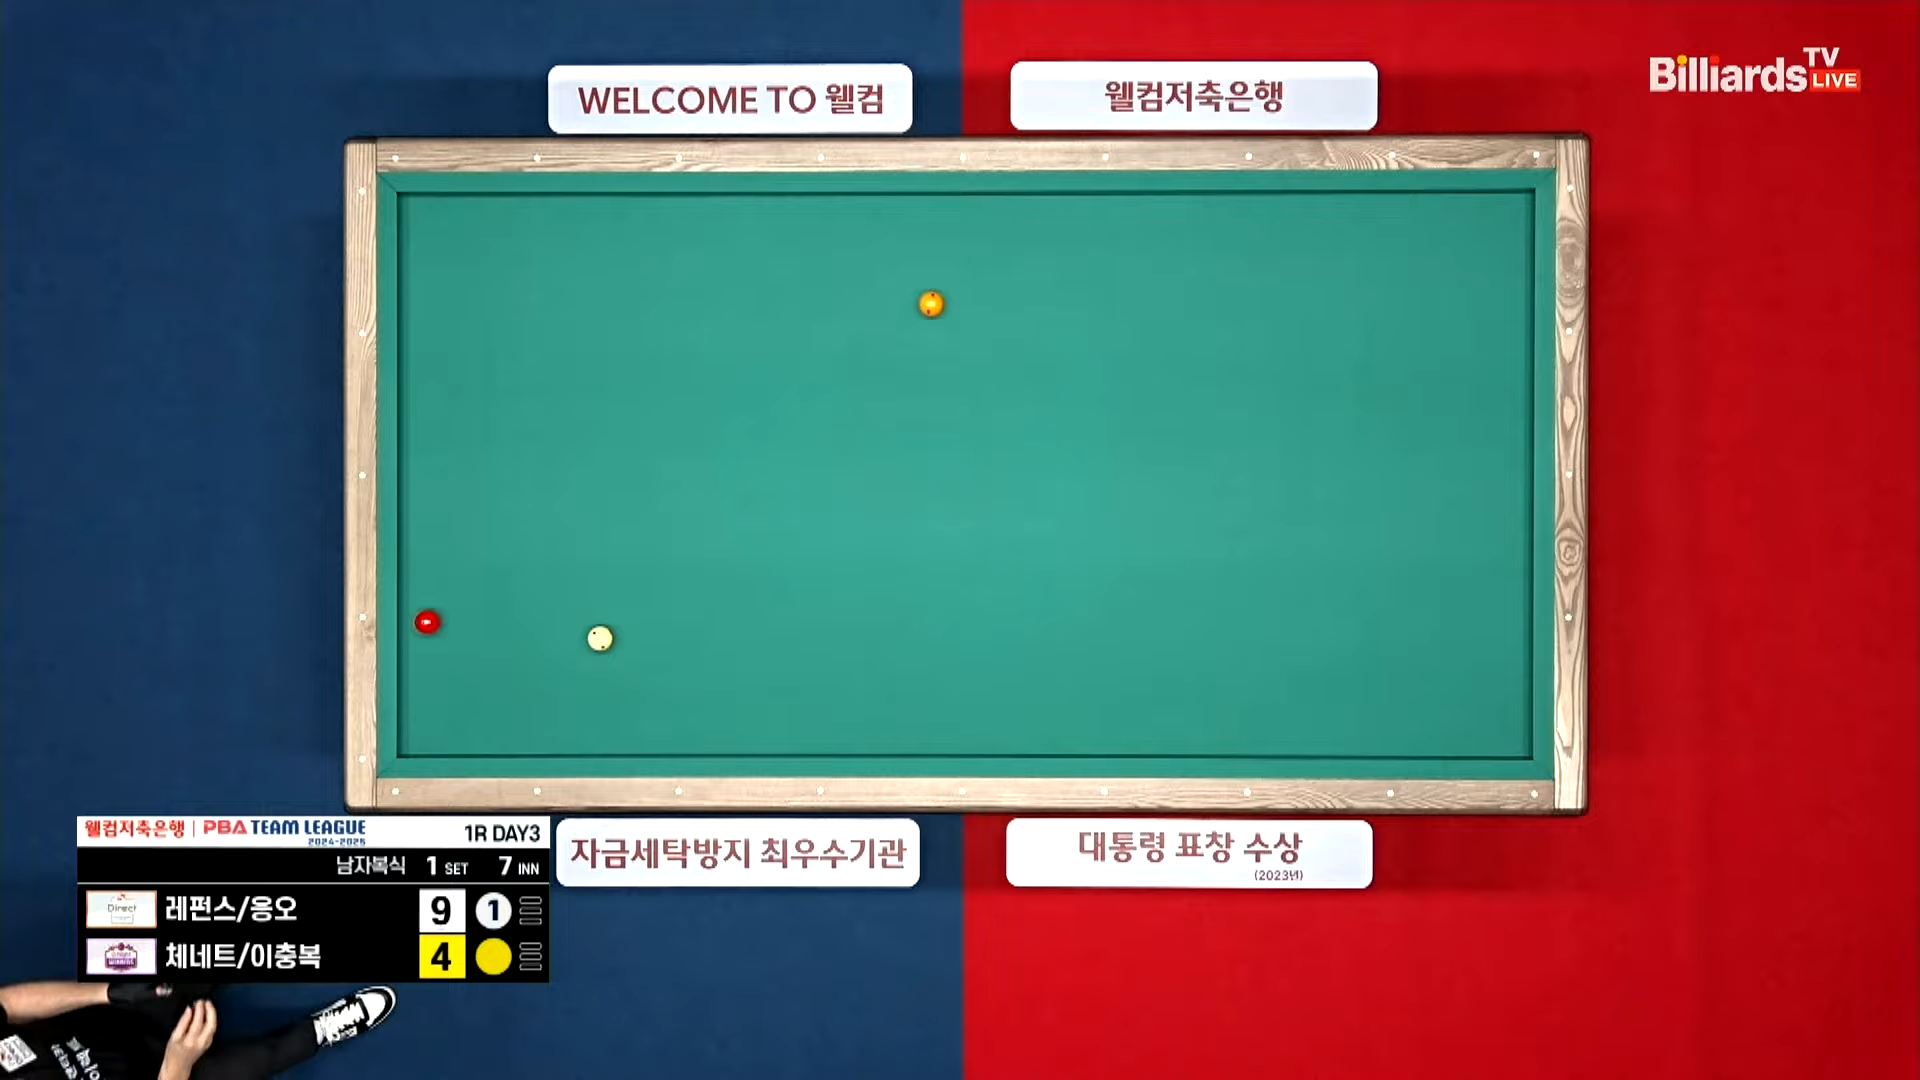 WELCOME TO 웰컴
웰컴저축은행
Billiards TV
LIVE
웰컴저축은행 | PBA TEAM LEAGUE
2024-2025
1R DAY3
남자복식 1 SET 7 INN
Direct
레펀스/응오 9 1
체네트/이충복 4
자금세탁방지 최우수기관
대통령 표창 수상
(2023년)